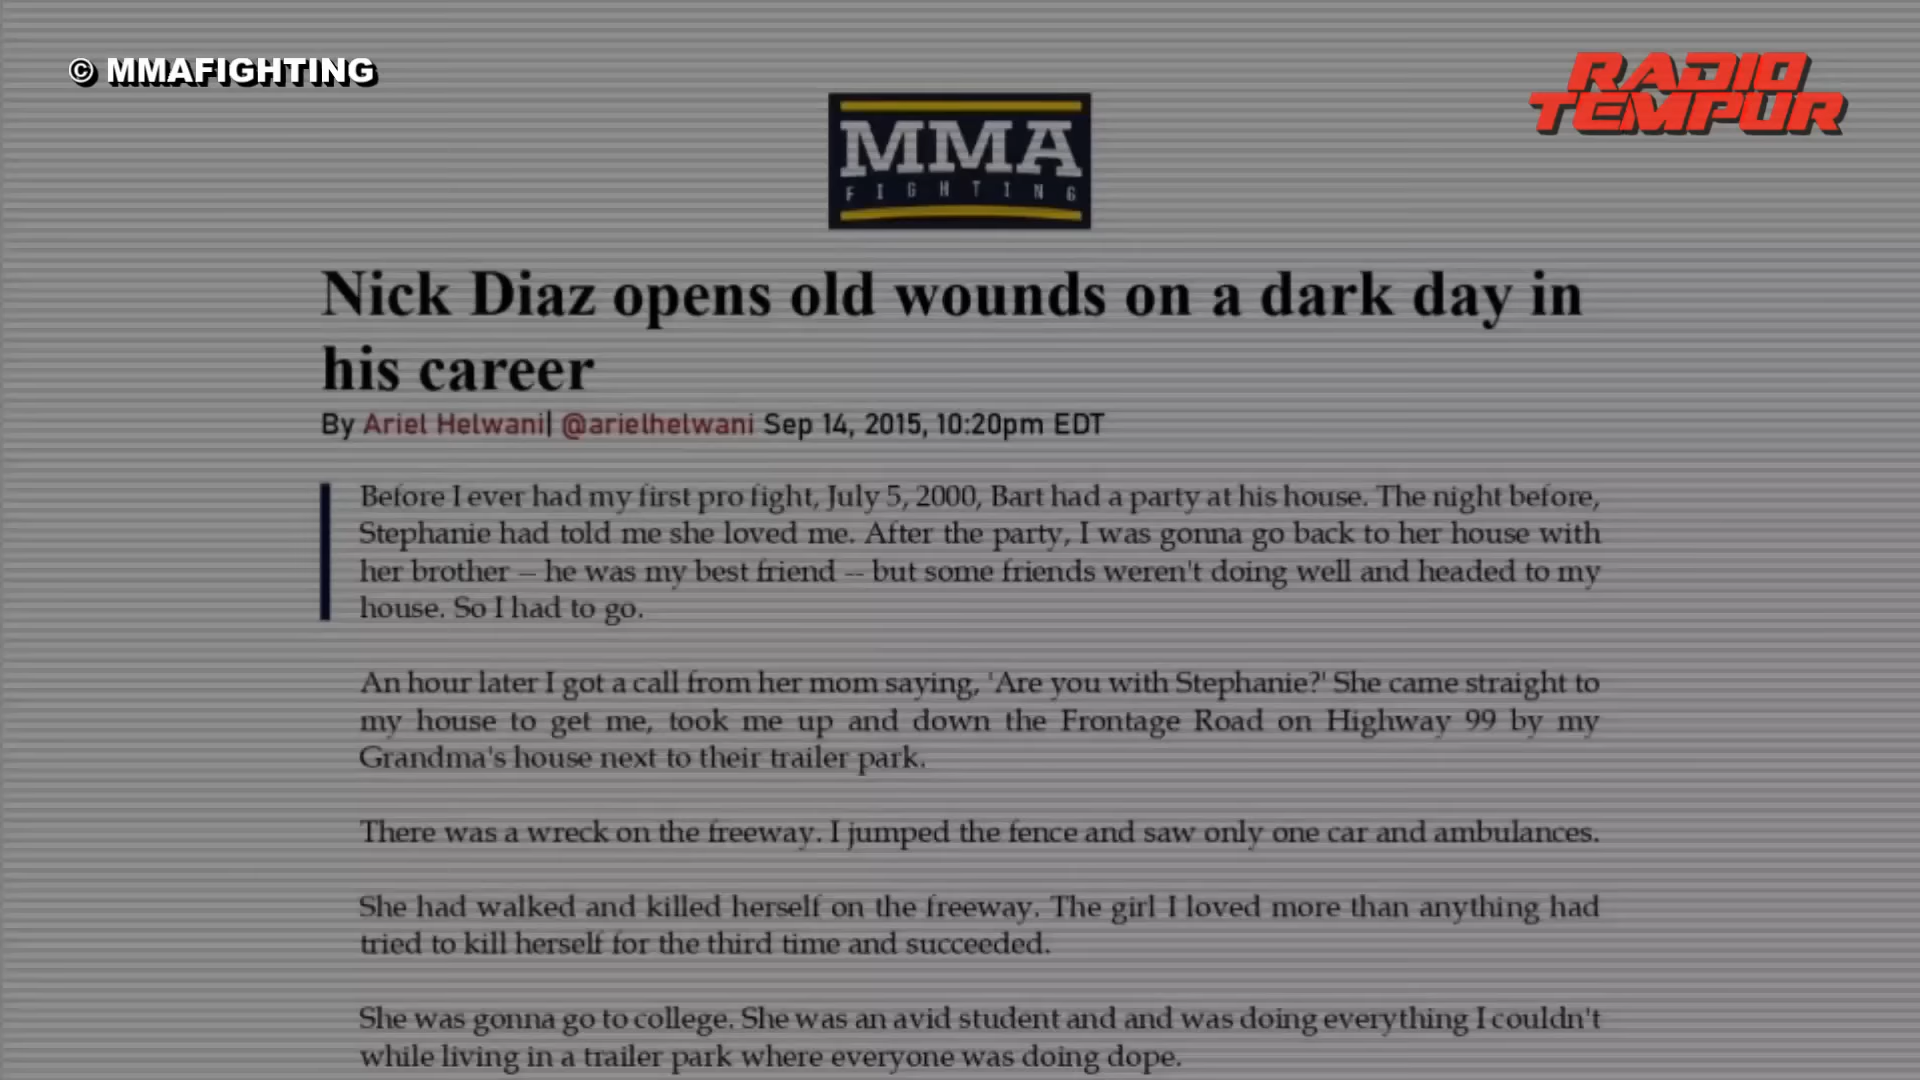 © MMAFIGHTING
RADIO
TEMPUR
MMA
FIGHTING
Nick Diaz opens old wounds on a dark day in
his career
By Ariel Helwani| @arielhelwani Sep 14, 2015, 10:20pm EDT
Before I ever had my first pro fight, July 5, 2000, Bart had a party at his house. The night before,
Stephanie had told me she loved me. After the party, I was gonna go back to her house with
her brother -- he was my best friend -- but some friends weren't doing well and headed to my
house. So I had to go.
An hour later I got a call from her mom saying, 'Are you with Stephanie?' She came straight to
my house to get me, took me up and down the Frontage Road on Highway 99 by my
Grandma's house next to their trailer park.
There was a wreck on the freeway. I jumped the fence and saw only one car and ambulances.
She had walked and killed herself on the freeway. The girl I loved more than anything had
tried to kill herself for the third time and succeeded.
She was gonna go to college. She was an avid student and and was doing everything I couldn't
while living in a trailer park where everyone was doing dope.